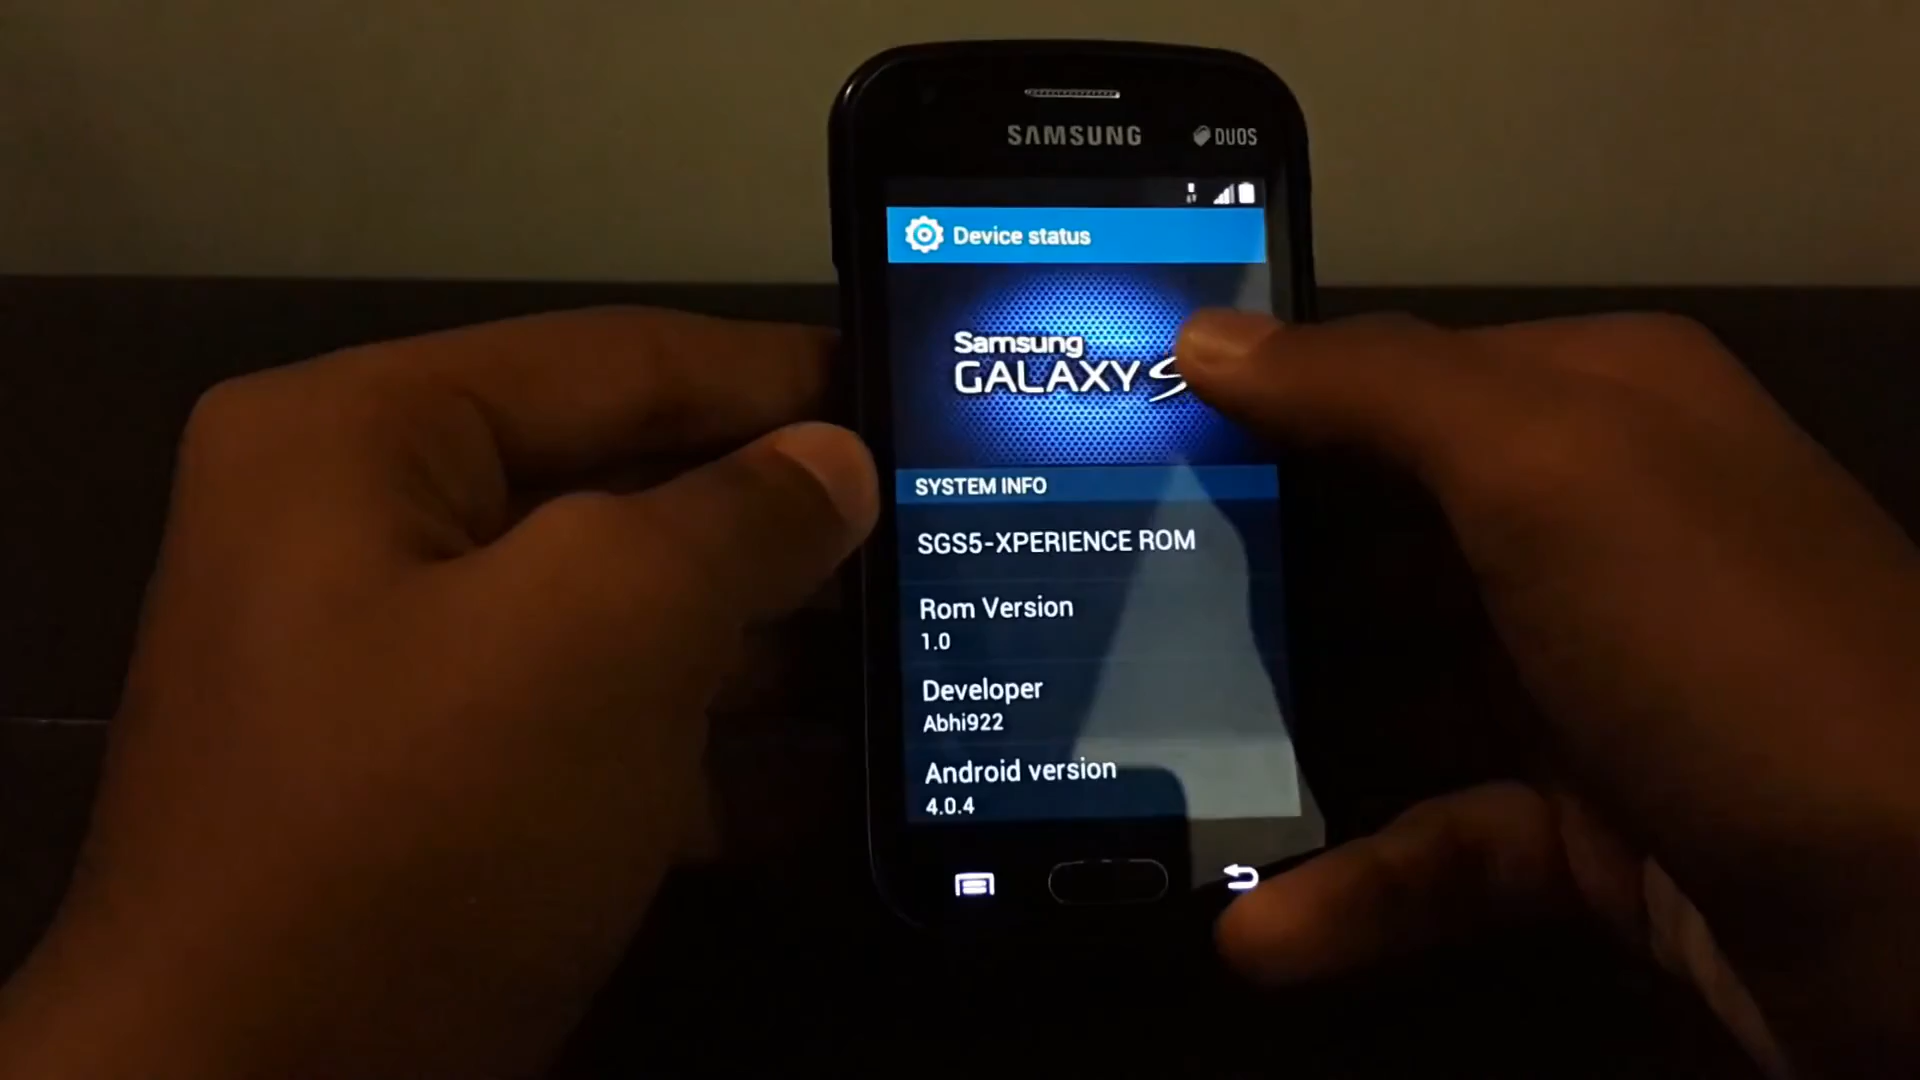 SAMSUNG
DUOS
Device status
Samsung
GALAXY S
SYSTEM INFO
SGS5-XPERIENCE ROM
Rom Version
1.0
Developer
Abhi922
Android version
4.0.4